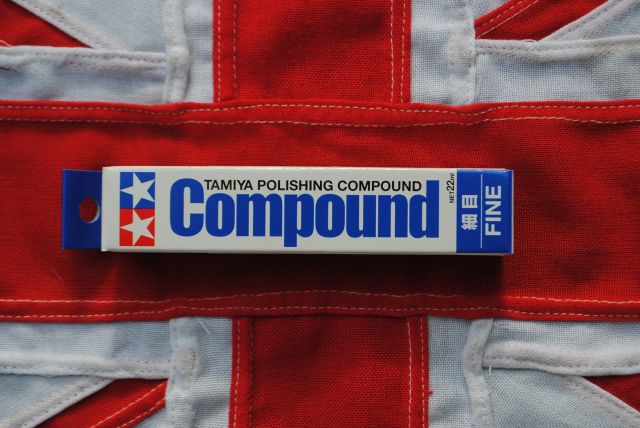 TAMIYA POLISHING COMPOUND
Compound
NET22ml
細目
FINE